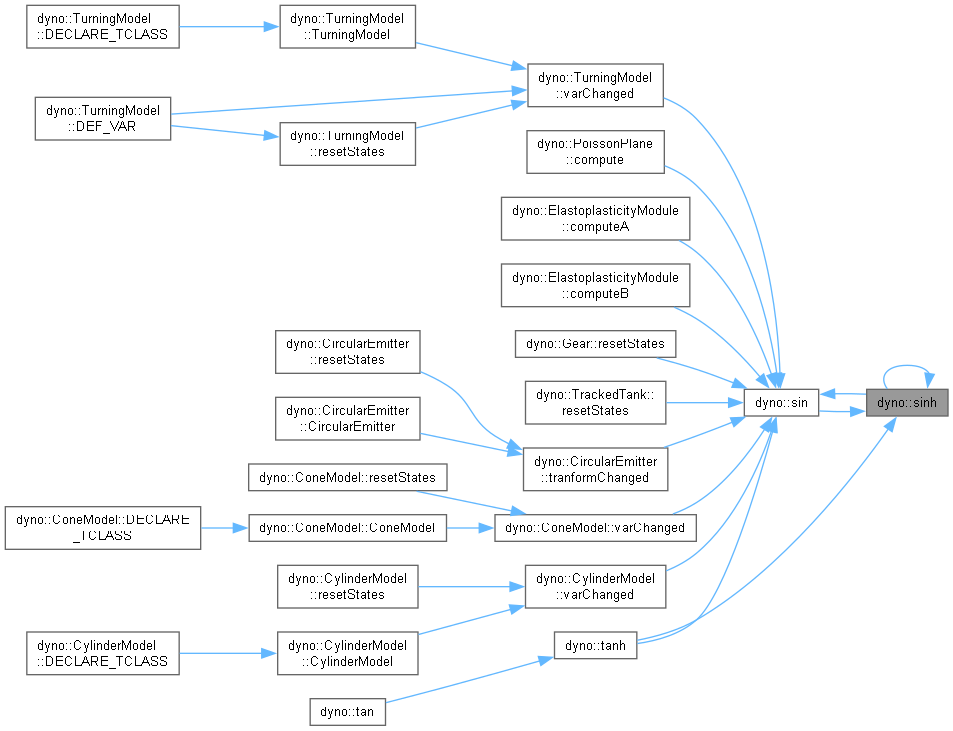 dyno::TurningModel
::DECLARE_TCLASS
dyno::TurningModel
::TurningModel
dyno::TurningModel
::varChanged
dyno::TurningModel
::DEF_VAR
dyno::TurningModel
::resetStates
dyno::PoissonPlane
::compute
dyno::ElastoplasticityModule
::computeA
dyno::ElastoplasticityModule
::computeB
dyno::CircularEmitter
::resetStates
dyno::Gear::resetStates
dyno::TrackedTank::
resetStates
dyno::sin
dyno::sinh
dyno::CircularEmitter
::CircularEmitter
dyno::CircularEmitter
::tranformChanged
dyno::ConeModel::resetStates
dyno::ConeModel::DECLARE
_TCLASS
dyno::ConeModel::ConeModel
dyno::ConeModel::varChanged
dyno::CylinderModel
::resetStates
dyno::CylinderModel
::varChanged
dyno::CylinderModel
::DECLARE_TCLASS
dyno::CylinderModel
::CylinderModel
dyno::tanh
dyno::tan